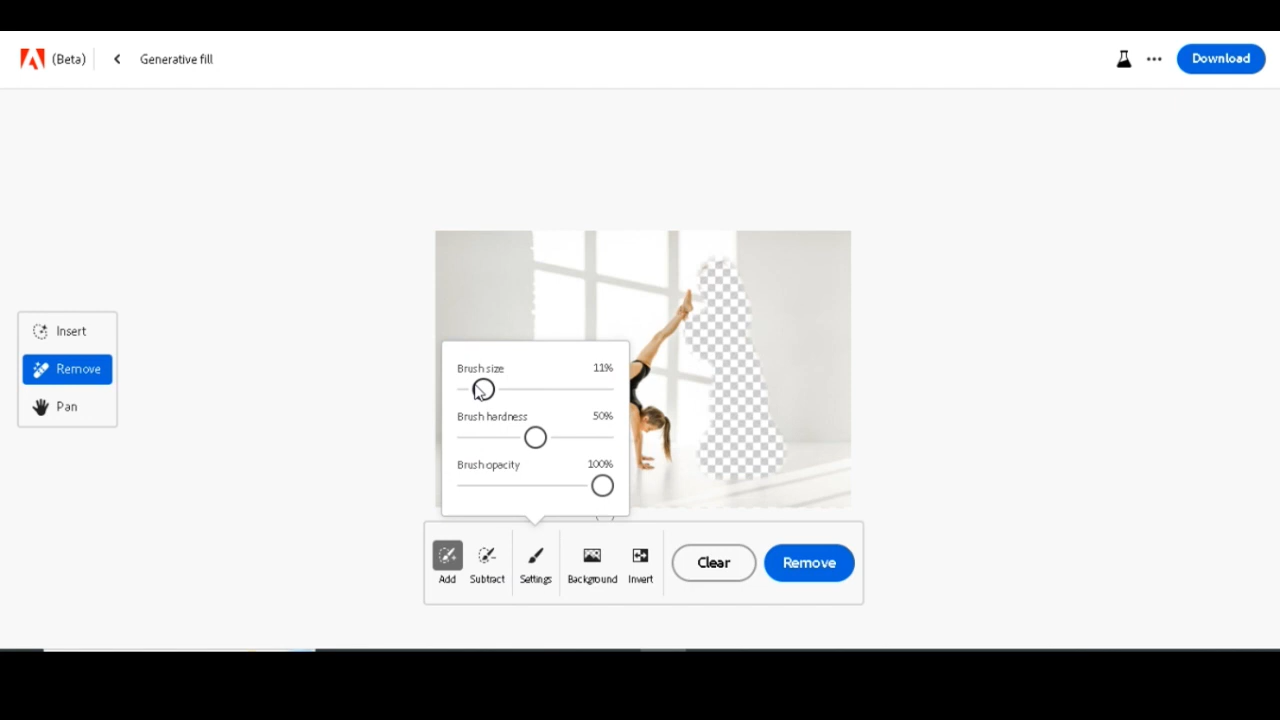 (Beta)
Generative fill
Download
Insert
Remove
Pan
Brush size 11%
Brush hardness 50%
Brush opacity 100%
Add Subtract Settings Background Invert Clear Remove